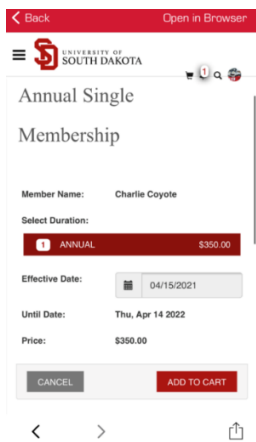 Back Open in Browser
UNIVERSITY OF
SOUTH DAKOTA
1
Annual Single
Membership
Member Name: Charlie Coyote
Select Duration:
1 ANNUAL $350.00
Effective Date: 04/15/2021
Until Date: Thu, Apr 14 2022
Price: $350.00
CANCEL ADD TO CART